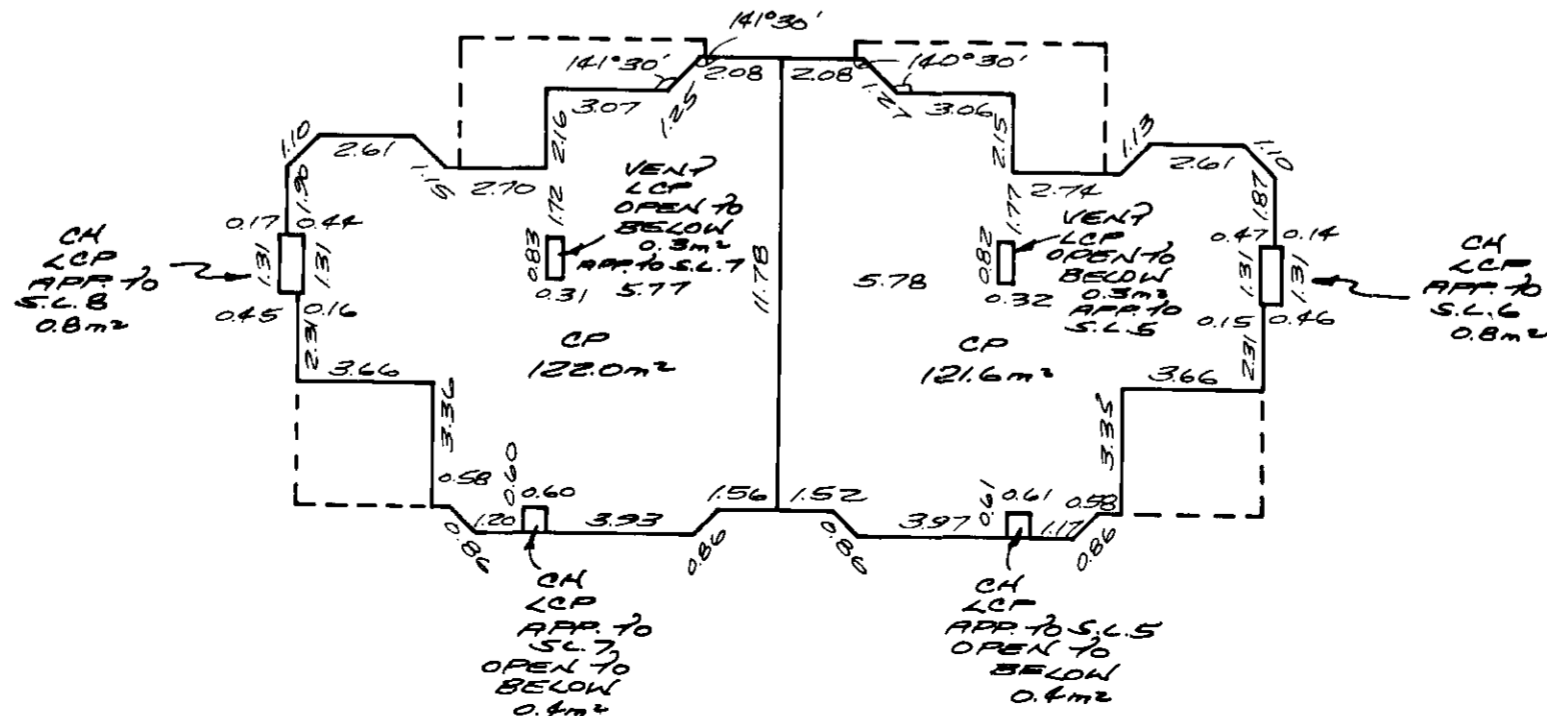 141°30'
141°30'
2.08
2.08
140°30'
3.07
1.25
1.27
3.06
1.10
2.61
1.15
2.70
2.16
2.15
2.74
1.13
2.61
1.10
VENT
LCP
OPEN TO
BELOW
0.3m²
APP. TO S.L.7
VENT
LCP
OPEN TO
BELOW
0.3m²
APP. TO
S.L.5
CH
LCP
APP. TO
S.L.8
0.8m²
0.17
0.44
1.31
1.31
0.45
0.16
2.31
1.72
0.83
0.31
5.77
11.78
5.78
1.77
0.82
0.32
1.87
0.47
0.14
1.31
1.31
0.15
0.46
2.31
CH
LCP
APP. TO
S.L.6
0.8m²
CP
122.0m²
CP
121.6m²
3.66
3.36
3.66
3.35
0.58
0.60
0.60
0.86
1.20
3.93
0.86
1.56
1.52
0.86
3.97
0.61
0.61
1.17
0.58
0.86
CH
LCP
APP. TO
S.L.7
OPEN TO
BELOW
0.4m²
CH
LCP
APP. TO S.L.5
OPEN TO
BELOW
0.4m²